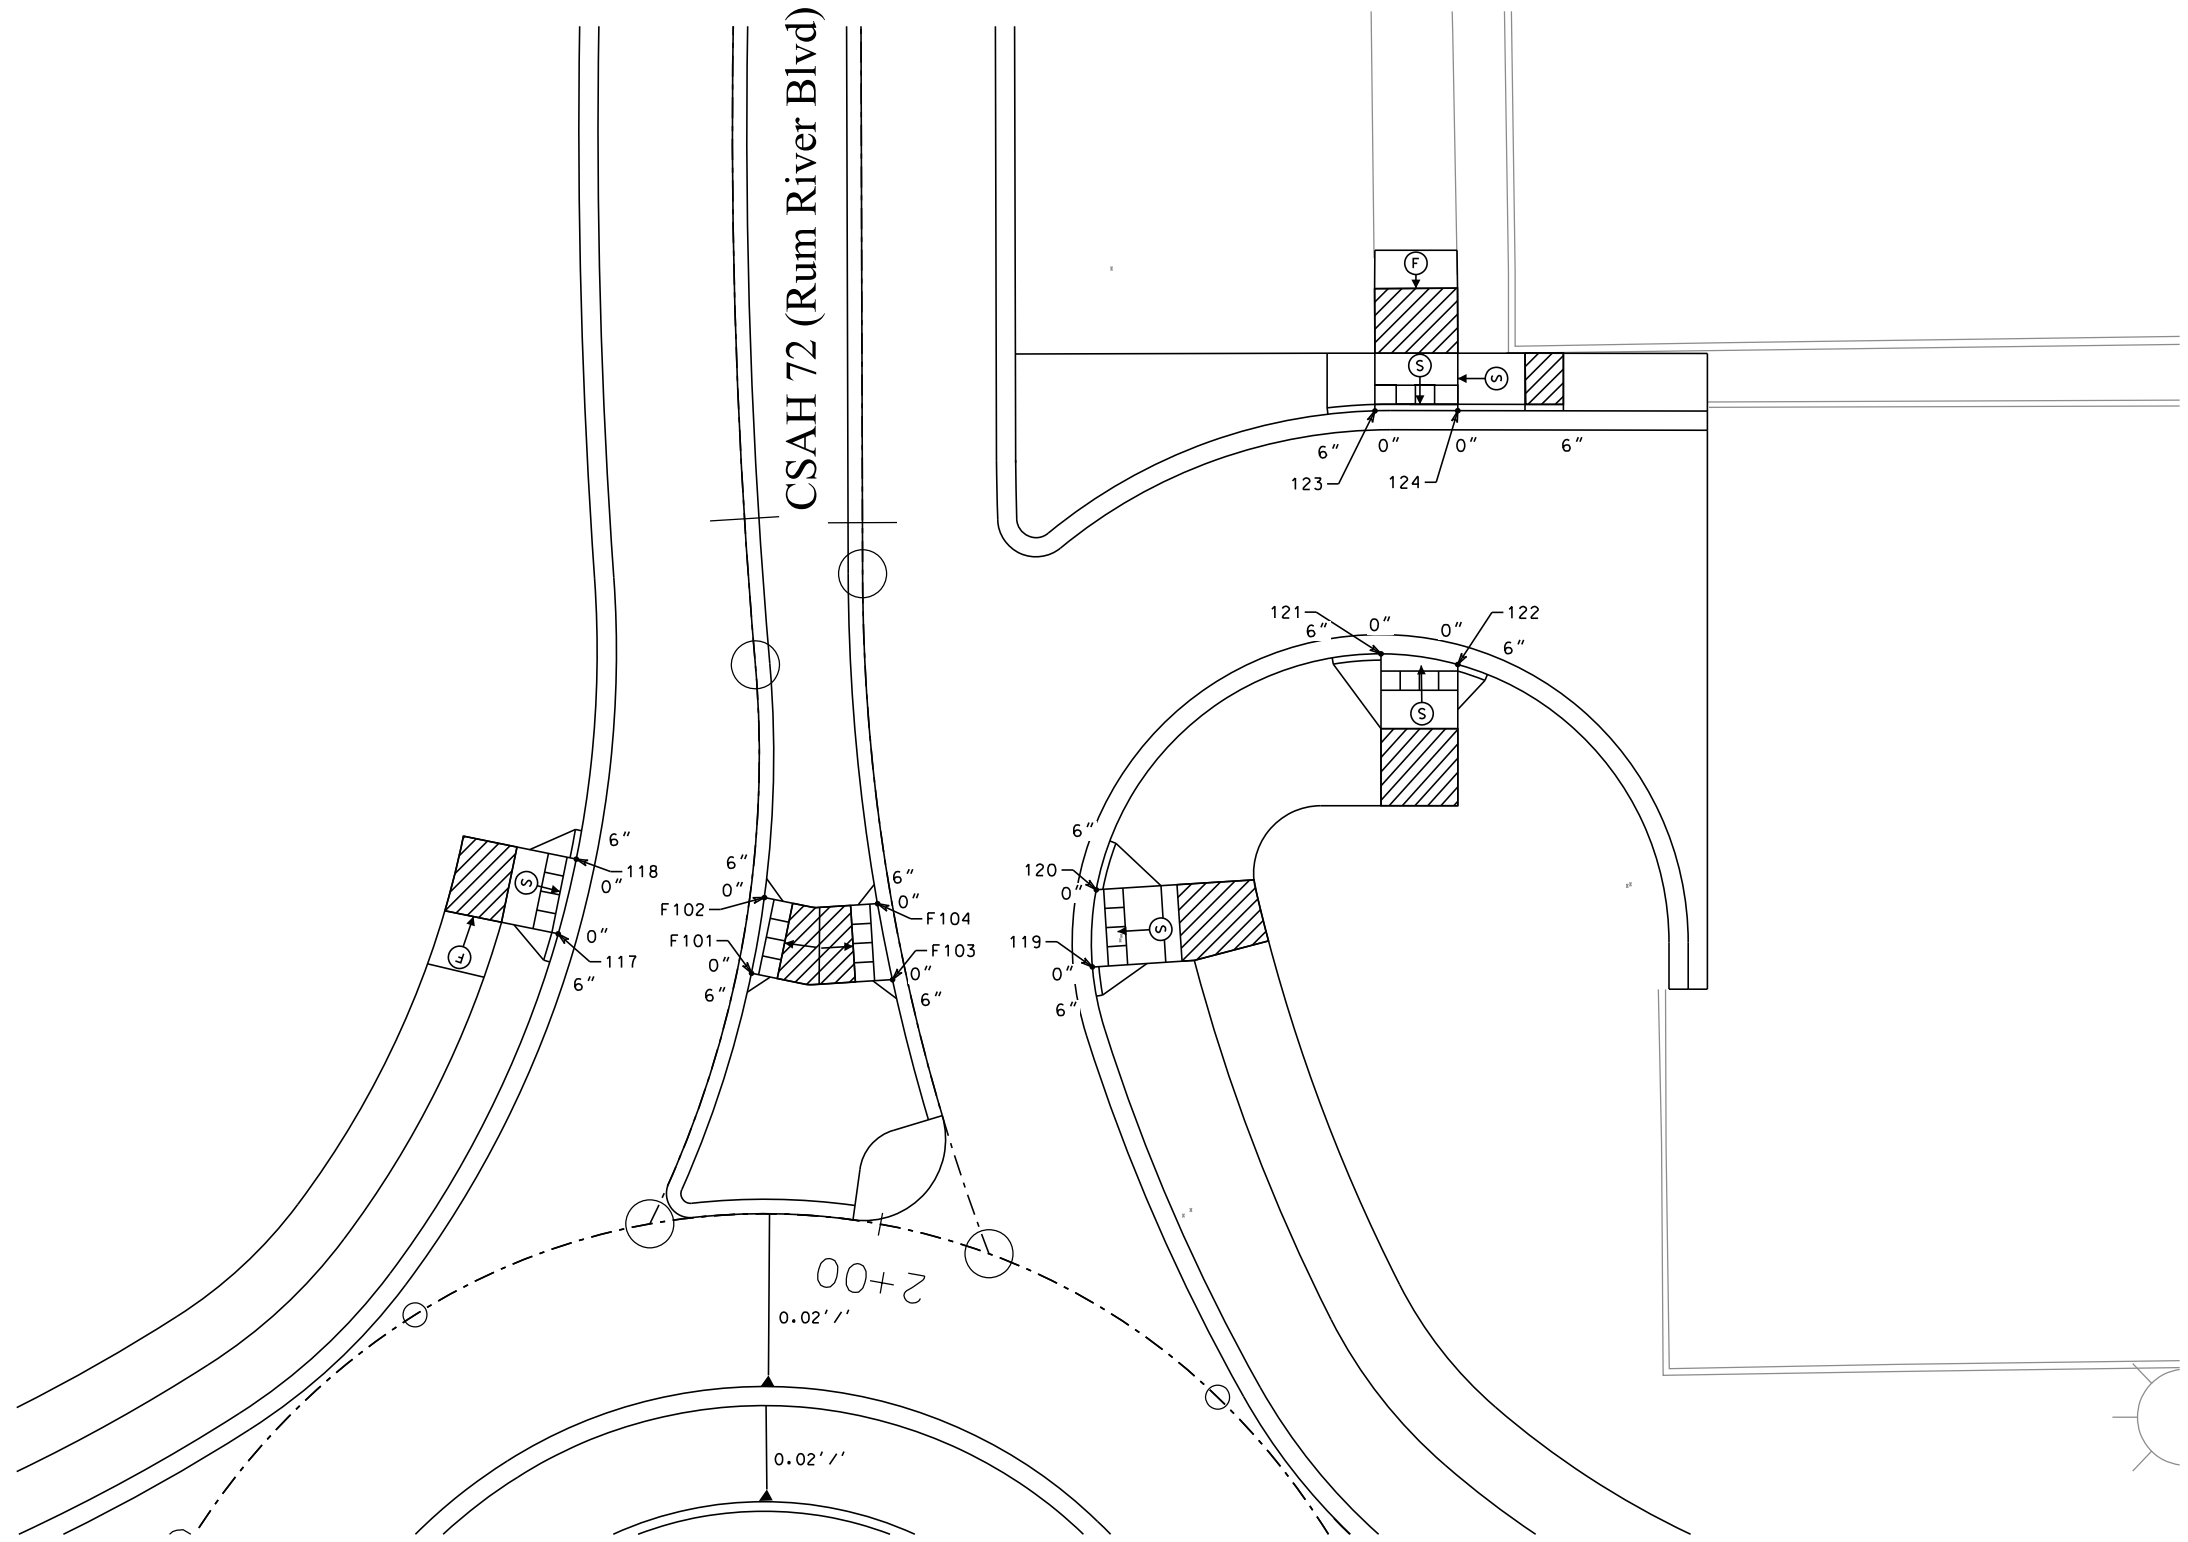 CSAH 72 (Rum River Blvd)
F
S
S
6" 0" 0" 6"
123 124
121 6" 0" 0" 122
6"
S
6"
118
0"
S
0"
117
6"
F
6" 6"
0" 0"
F102 F104
F101 F103
0" 0"
6" 6"
6"
120
0"
S
119
0"
6"
2+00
0.02'/'
0.02'/'